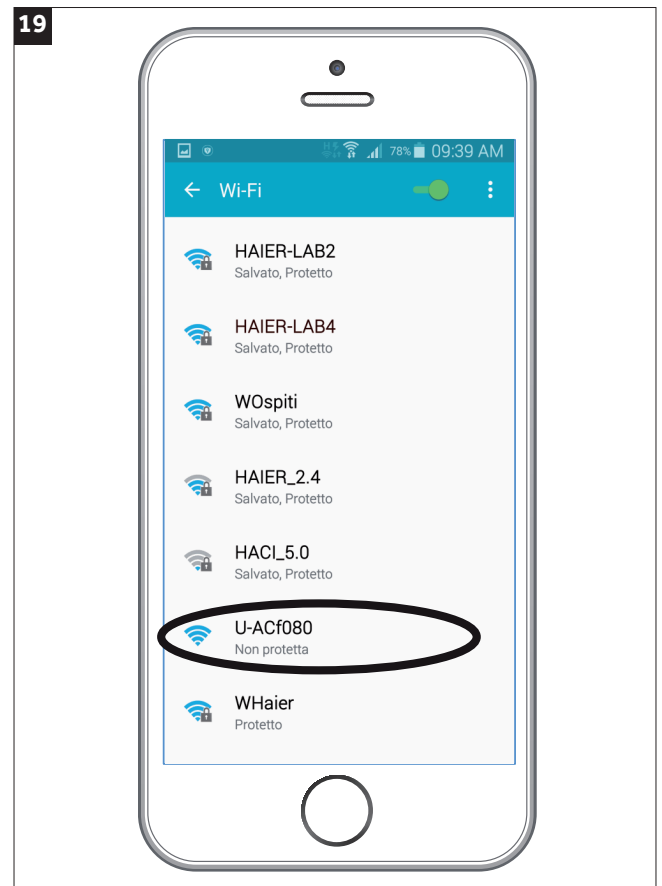 19
78% 09:39 AM
Wi-Fi
HAIER-LAB2
Salvato, Protetto
HAIER-LAB4
Salvato, Protetto
WOspiti
Salvato, Protetto
HAIER_2.4
Salvato, Protetto
HACI_5.0
Salvato, Protetto
U-ACf080
Non protetta
WHaier
Protetto